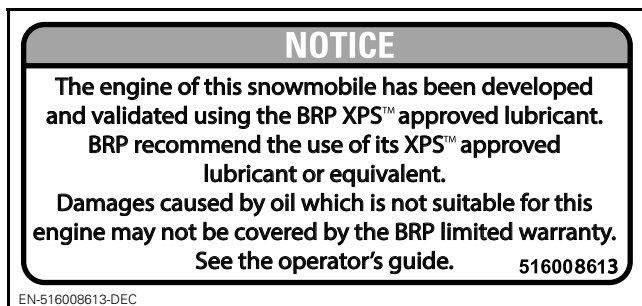 NOTICE
The engine of this snowmobile has been developed
and validated using the BRP XPS™ approved lubricant.
BRP recommend the use of its XPS™ approved
lubricant or equivalent.
Damages caused by oil which is not suitable for this
engine may not be covered by the BRP limited warranty.
See the operator's guide. 516008613
EN-516008613-DEC